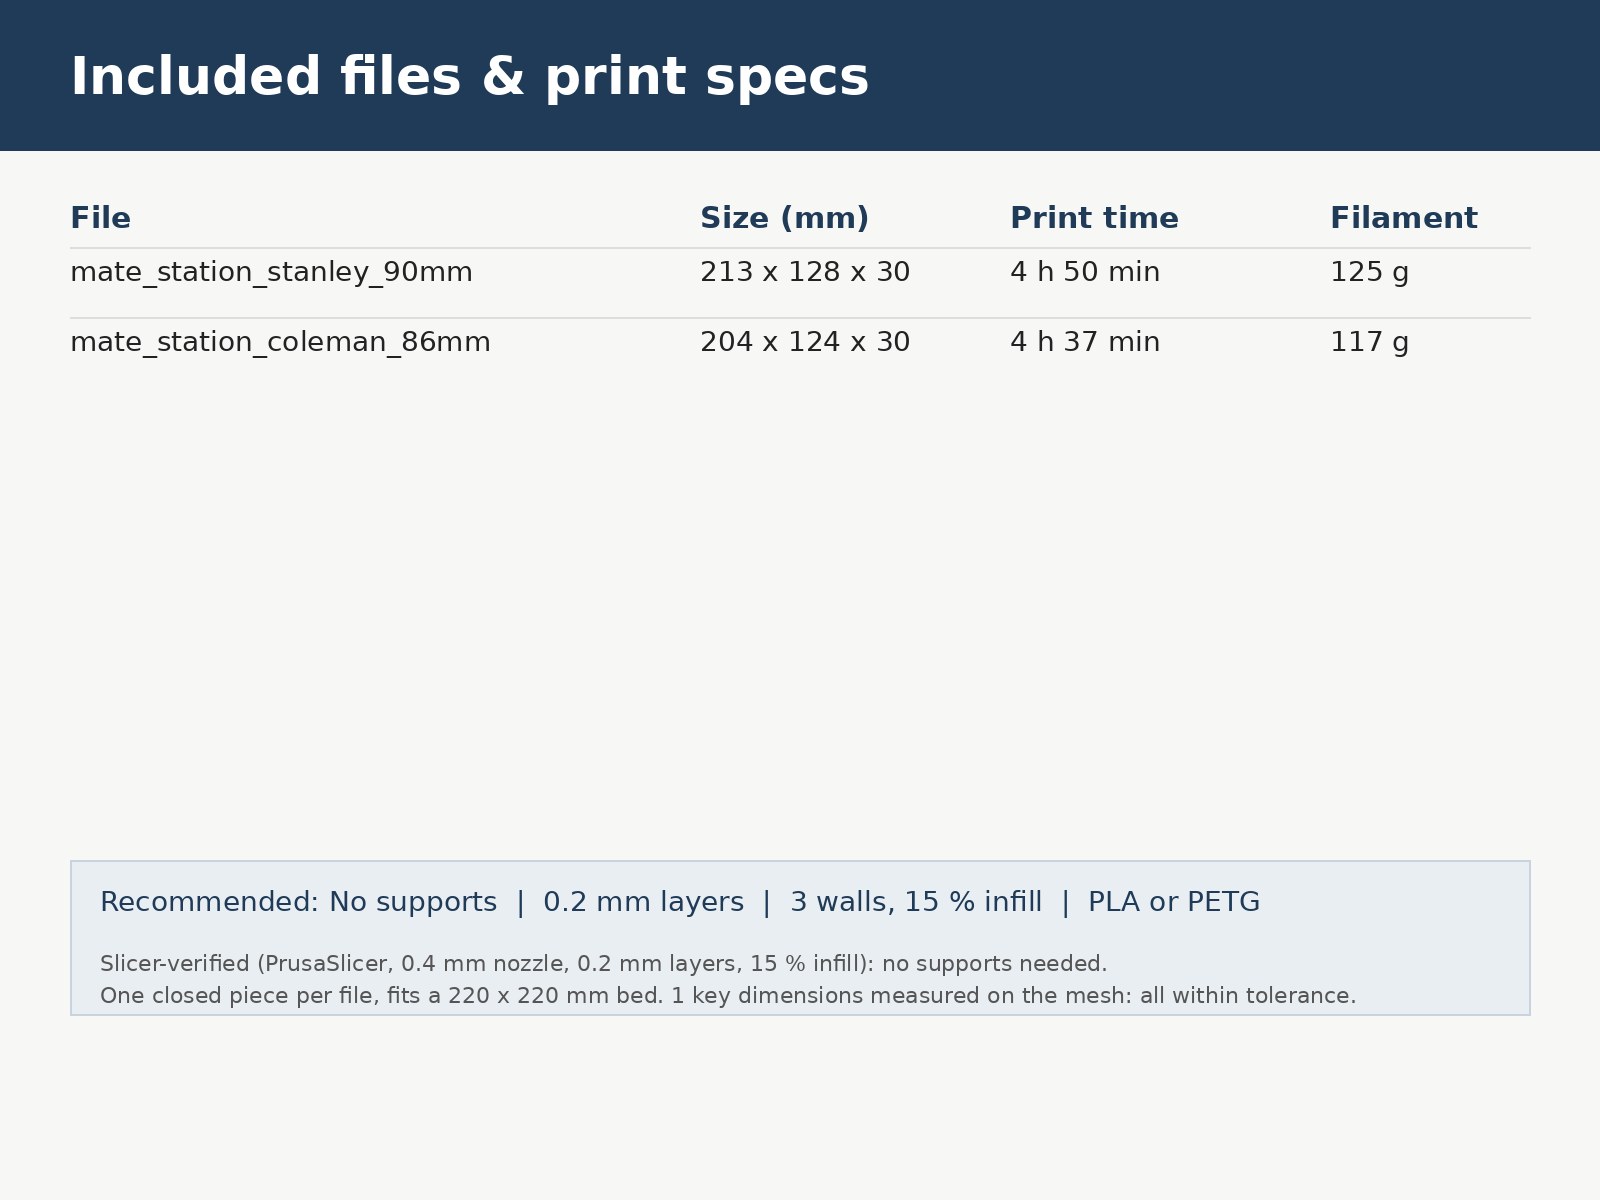 Included files & print specs
File Size (mm) Print time Filament
mate_station_stanley_90mm 213 x 128 x 30 4 h 50 min 125 g
mate_station_coleman_86mm 204 x 124 x 30 4 h 37 min 117 g
Recommended: No supports | 0.2 mm layers | 3 walls, 15 % infill | PLA or PETG
Slicer-verified (PrusaSlicer, 0.4 mm nozzle, 0.2 mm layers, 15 % infill): no supports needed.
One closed piece per file, fits a 220 x 220 mm bed. 1 key dimensions measured on the mesh: all within tolerance.